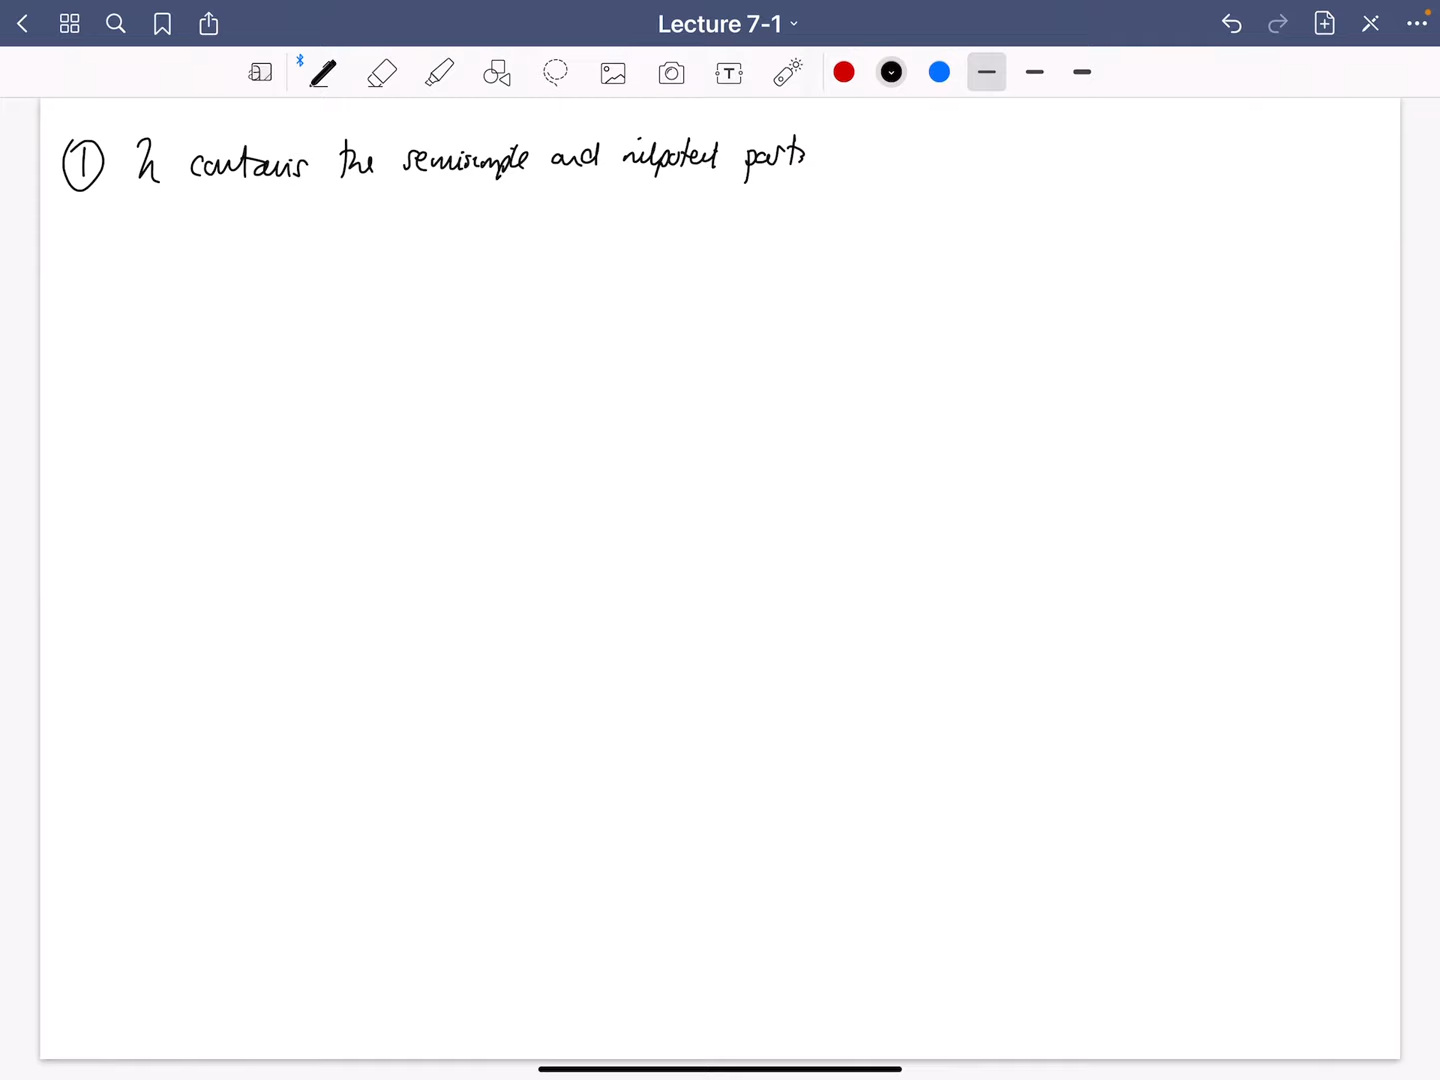 Lecture 7-1
T
① h contains the semisimple and nilpotent parts